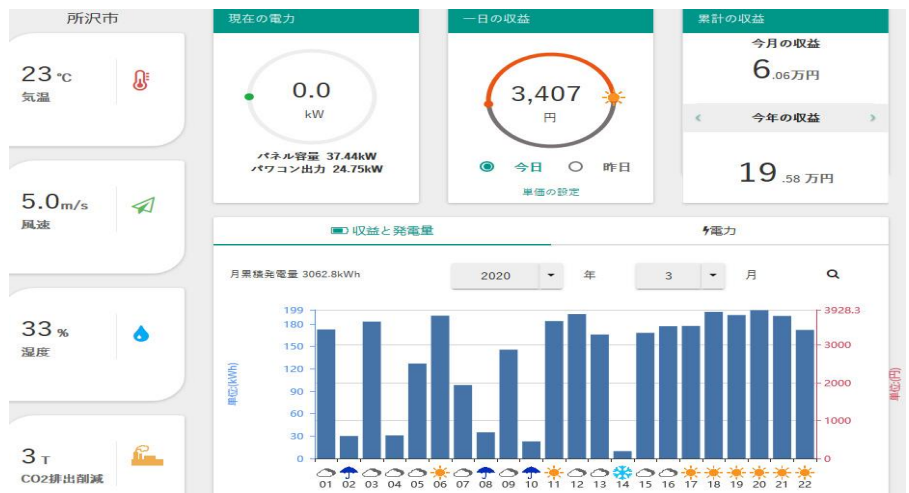 所沢市
23 ℃
気温
5.0m/s
風速
33 %
湿度
3 T
CO2排出削減
現在の電力
0.0
kW
パネル容量 37.44kW
パワコン出力 24.75kW
一日の収益
3,407
円
今日 昨日
単価の設定
累計の収益
今月の収益
6.06万円
< 今年の収益 >
19.58 万円
収益と発電量
電力
月累積発電量 3062.8kWh
2020 年 3 月
199
180
150
120
90
60
30
0
単位:(kWh)
3928.3
3000
2000
1000
0
単位:(円)
01 02 03 04 05 06 07 08 09 10 11 12 13 14 15 16 17 18 19 20 21 22